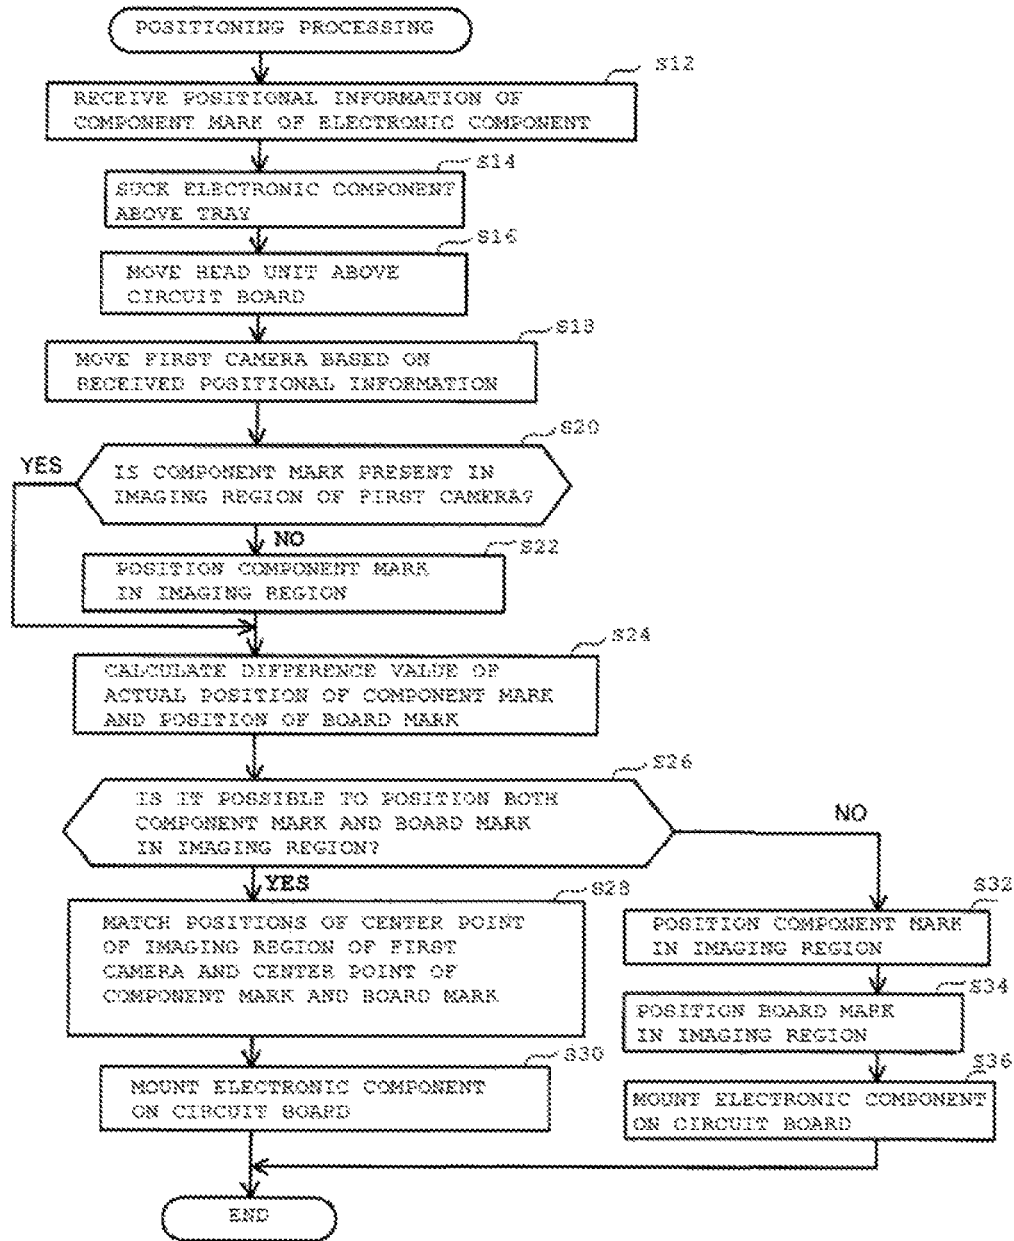 POSITIONING PROCESSING
S12
RECEIVE POSITIONAL INFORMATION OF
COMPONENT MARK OF ELECTRONIC COMPONENT
S14
SUCK ELECTRONIC COMPONENT
ABOVE TRAY
S16
MOVE HEAD UNIT ABOVE
CIRCUIT BOARD
S18
MOVE FIRST CAMERA BASED ON
RECEIVED POSITIONAL INFORMATION
S20
YES
IS COMPONENT MARK PRESENT IN
IMAGING REGION OF FIRST CAMERA?
NO
S22
POSITION COMPONENT MARK
IN IMAGING REGION
S24
CALCULATE DIFFERENCE VALUE OF
ACTUAL POSITION OF COMPONENT MARK
AND POSITION OF BOARD MARK
S26
IS IT POSSIBLE TO POSITION BOTH
COMPONENT MARK AND BOARD MARK
IN IMAGING REGION?
NO
YES
S28
MATCH POSITIONS OF CENTER POINT
OF IMAGING REGION OF FIRST
CAMERA AND CENTER POINT OF
COMPONENT MARK AND BOARD MARK
S30
MOUNT ELECTRONIC COMPONENT
ON CIRCUIT BOARD
S32
POSITION COMPONENT MARK
IN IMAGING REGION
S34
POSITION BOARD MARK
IN IMAGING REGION
S36
MOUNT ELECTRONIC COMPONENT
ON CIRCUIT BOARD
END